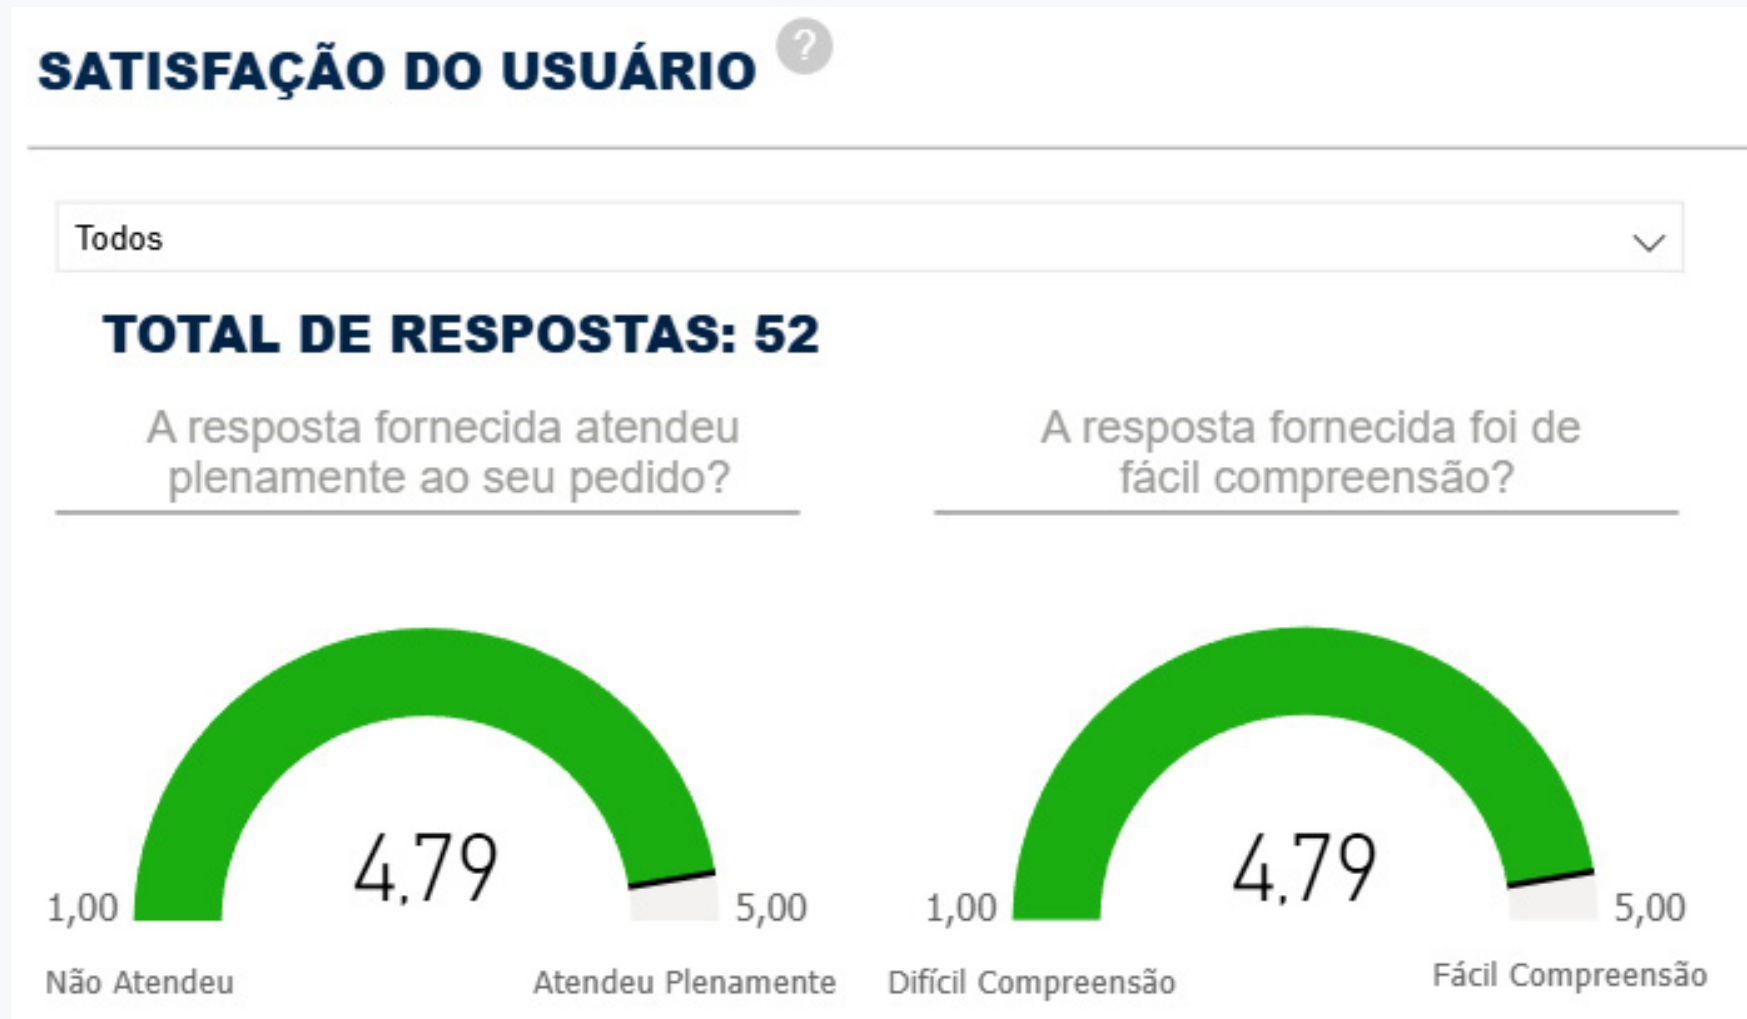 SATISFAÇÃO DO USUÁRIO ?
Todos
TOTAL DE RESPOSTAS: 52
A resposta fornecida atendeu
plenamente ao seu pedido?
A resposta fornecida foi de
fácil compreensão?
4,79
1,00
5,00
Não Atendeu
Atendeu Plenamente
4,79
1,00
5,00
Difícil Compreensão
Fácil Compreensão